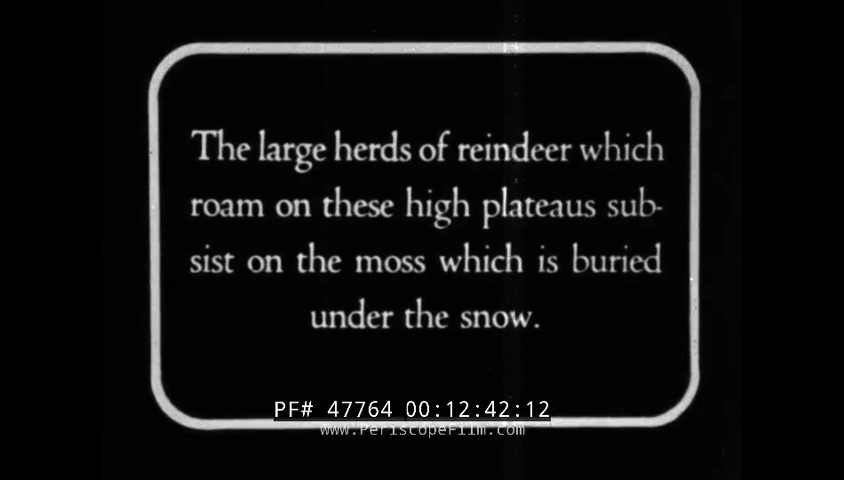 The large herds of reindeer which
roam on these high plateaus sub-
sist on the moss which is buried
under the snow.
PF# 47764 00:12:42:12
www.PeriscopeFilm.com